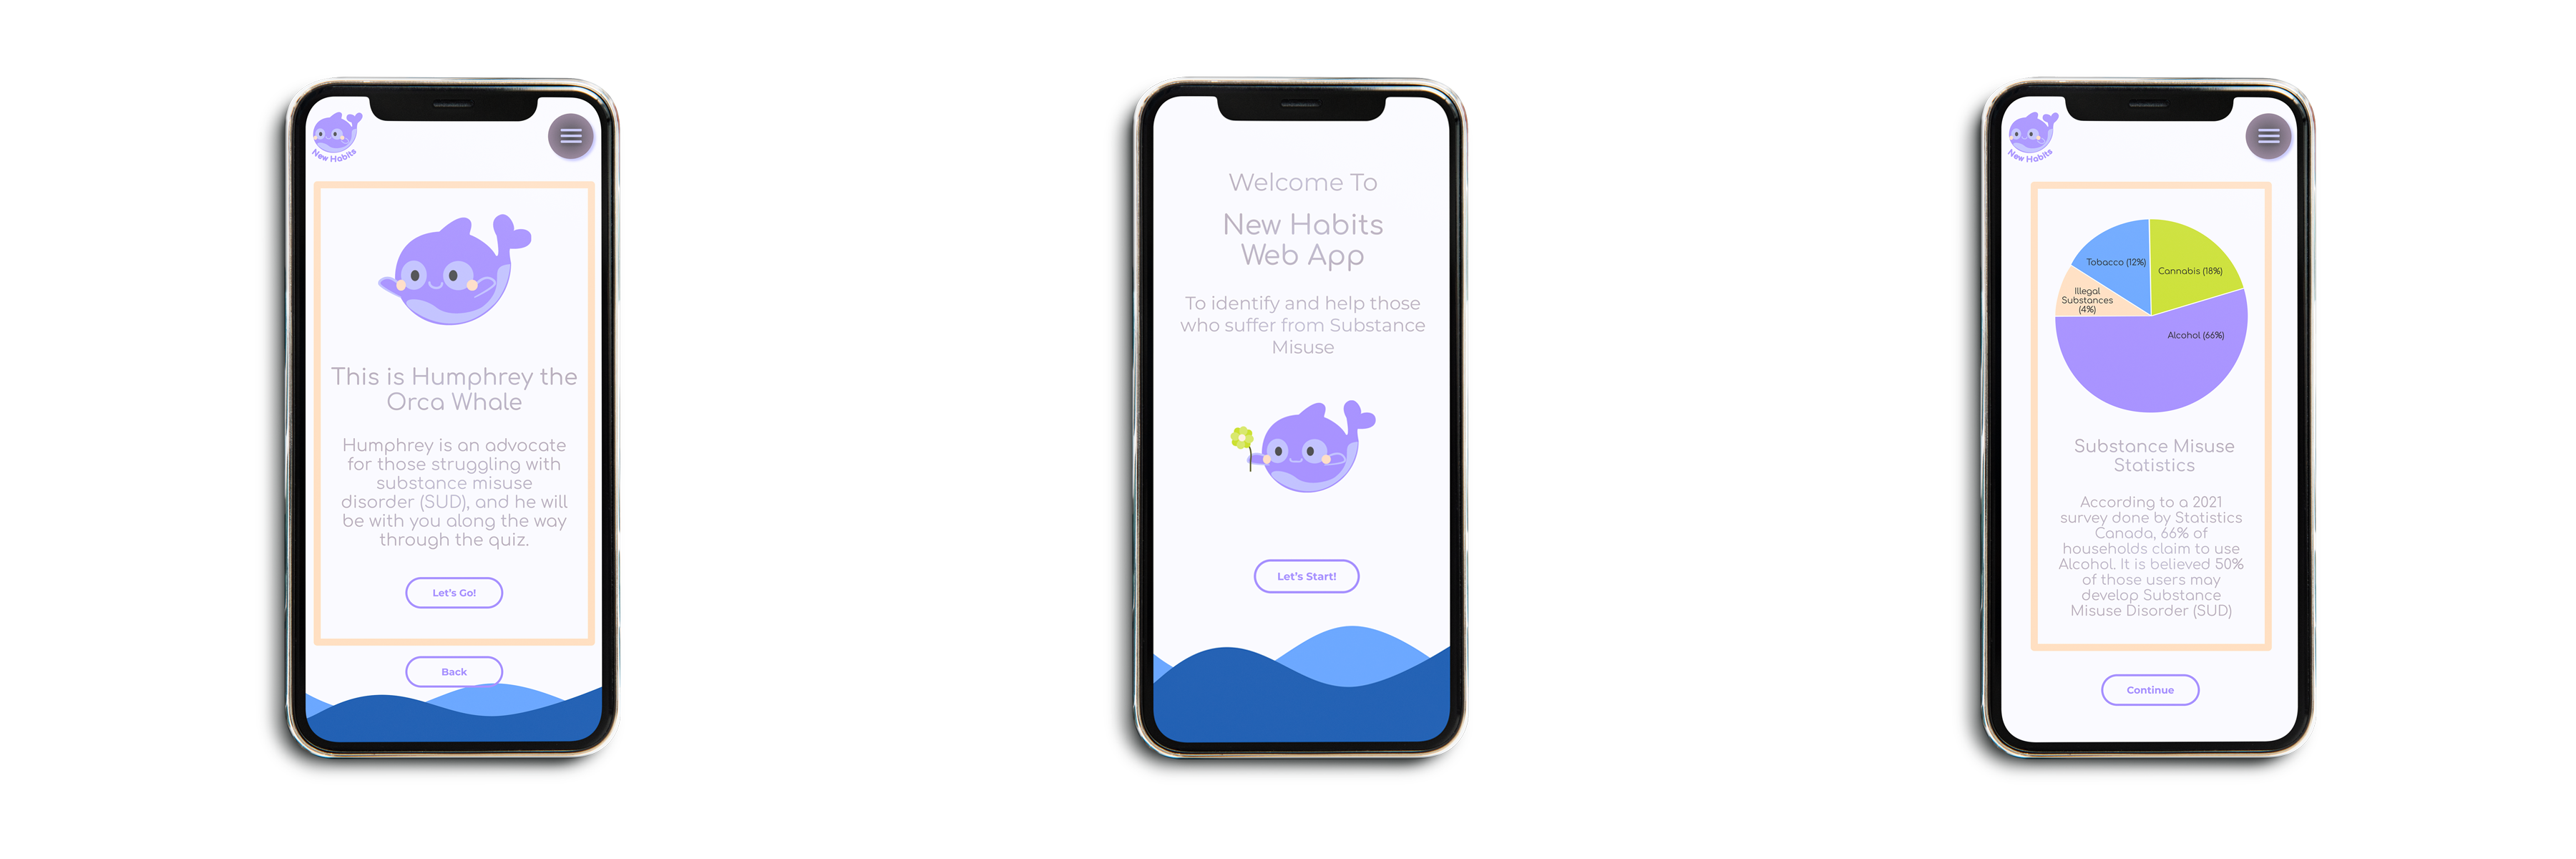 New Habits
This is Humphrey the
Orca Whale
Humphrey is an advocate
for those struggling with
substance misuse
disorder (SUD), and he will
be with you along the way
through the quiz.
Let's Go!
Back
Welcome To
New Habits
Web App
To identify and help those
who suffer from Substance
Misuse
Let's Start!
New Habits
Tobacco (12%)
Cannabis (18%)
Illegal
Substances
(4%)
Alcohol (66%)
Substance Misuse
Statistics
According to a 2021
survey done by Statistics
Canada, 66% of
households claim to use
Alcohol. It is believed 50%
of those users may
develop Substance
Misuse Disorder (SUD)
Continue